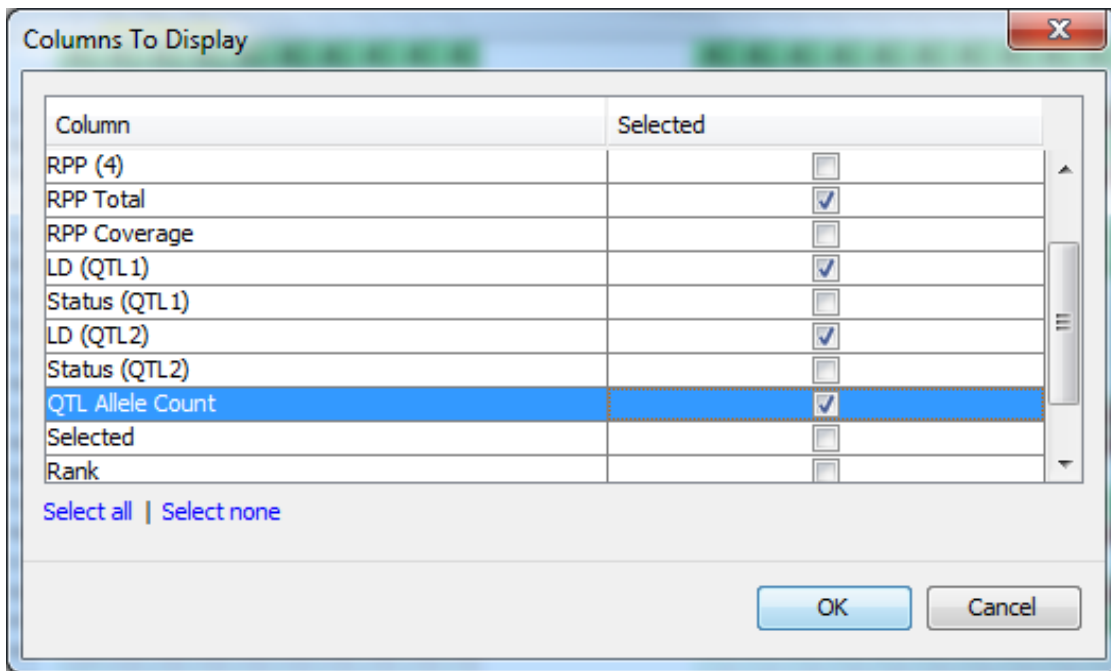 Columns To Display
Column Selected
RPP (4)
RPP Total
RPP Coverage
LD (QTL1)
Status (QTL1)
LD (QTL2)
Status (QTL2)
QTL Allele Count
Selected
Rank
Select all | Select none
OK Cancel